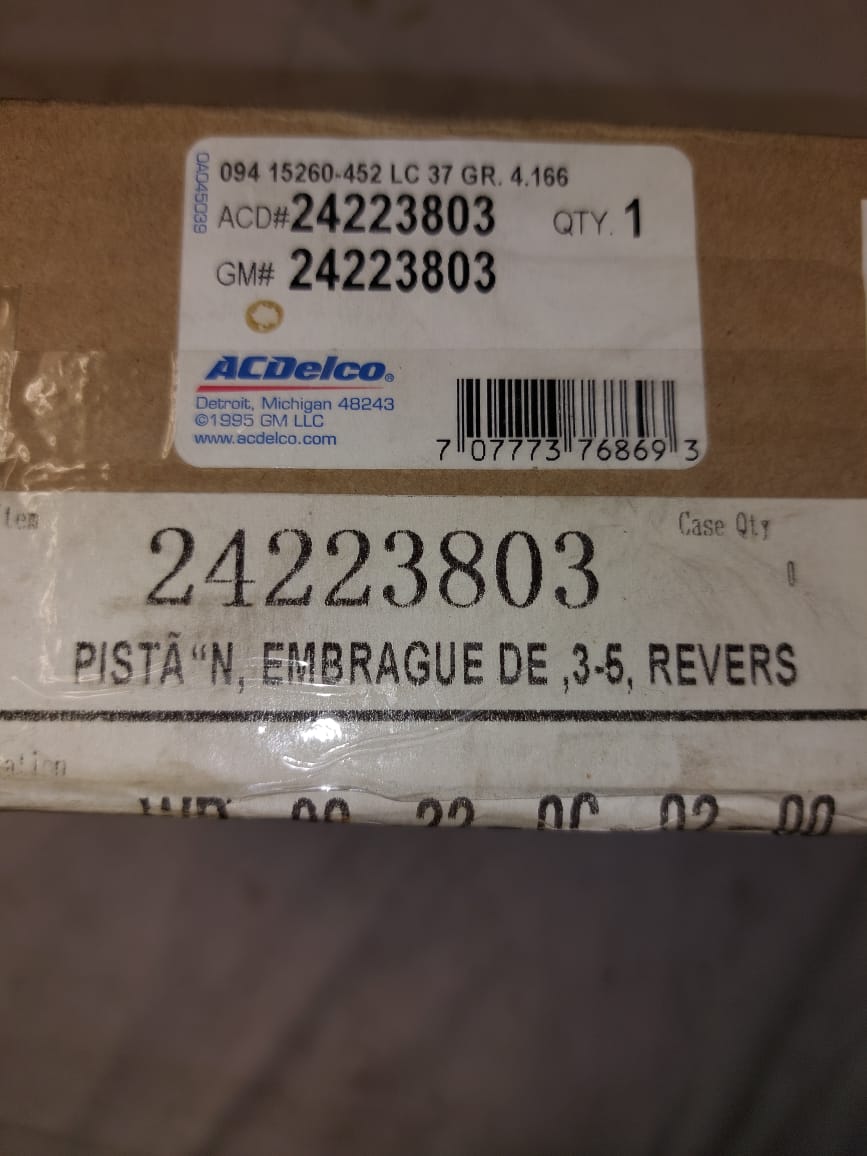 094 15260-452 LC 37 GR. 4.166
0AD45039
ACD#24223803 QTY. 1
GM# 24223803
ACDelco®
Detroit, Michigan 48243
©1995 GM LLC
www.acdelco.com
7 07773 76869 3
Case Qty
24223803
0
PISTÃ“N, EMBRAGUE DE ,3-5, REVERS